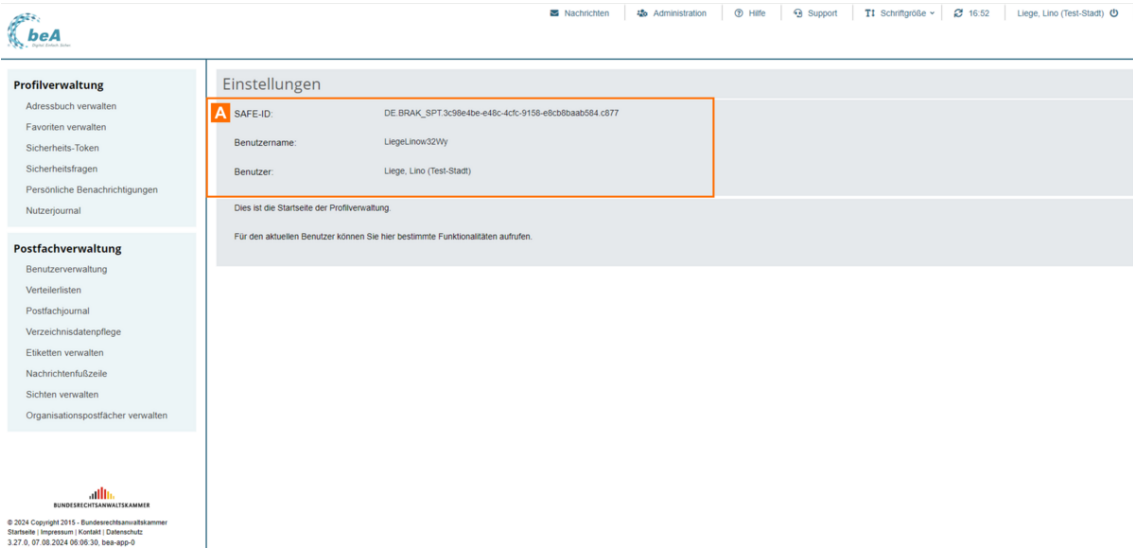 Nachrichten
Administration
Hilfe
Support
Schriftgröße
16:52
Liege, Lino (Test-Stadt)
beA
Digital. Einfach. Sicher.
Profilverwaltung
Adressbuch verwalten
Favoriten verwalten
Sicherheits-Token
Sicherheitsfragen
Persönliche Benachrichtigungen
Nutzerjournal
Postfachverwaltung
Benutzerverwaltung
Verteilerlisten
Postfachjournal
Verzeichnisdatenpflege
Etiketten verwalten
Nachrichtenfußzeile
Sichten verwalten
Organisationspostfächer verwalten
BUNDESRECHTSANWALTSKAMMER
© 2024 Copyright 2015 - Bundesrechtsanwaltskammer
Startseite | Impressum | Kontakt | Datenschutz
3.27.0, 07.08.2024 06:06:30, bea-app-0
Einstellungen
A
SAFE-ID: DE.BRAK_SPT.3c98e4be-e48c-4cfc-9158-e8cb8baab584.c877
Benutzername: LiegeLinow32Wy
Benutzer: Liege, Lino (Test-Stadt)
Dies ist die Startseite der Profilverwaltung.
Für den aktuellen Benutzer können Sie hier bestimmte Funktionalitäten aufrufen.